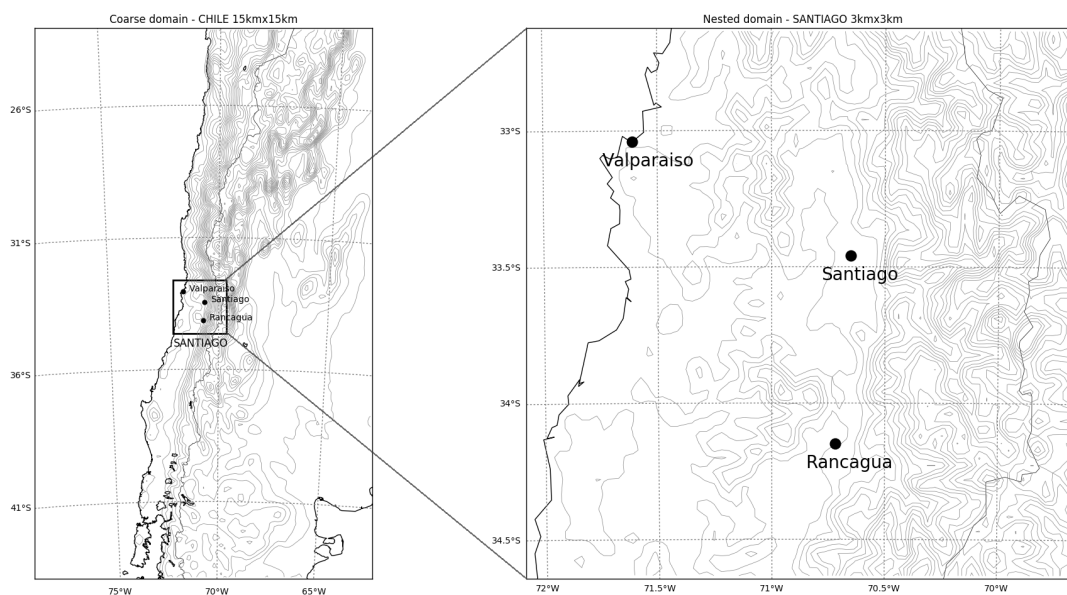 Coarse domain - CHILE 15kmx15km
26°S
31°S
36°S
41°S
75°W
70°W
65°W
Valparaiso
Santiago
Rancagua
SANTIAGO
Nested domain - SANTIAGO 3kmx3km
33°S
33.5°S
34°S
34.5°S
72°W
71.5°W
71°W
70.5°W
70°W
Valparaiso
Santiago
Rancagua